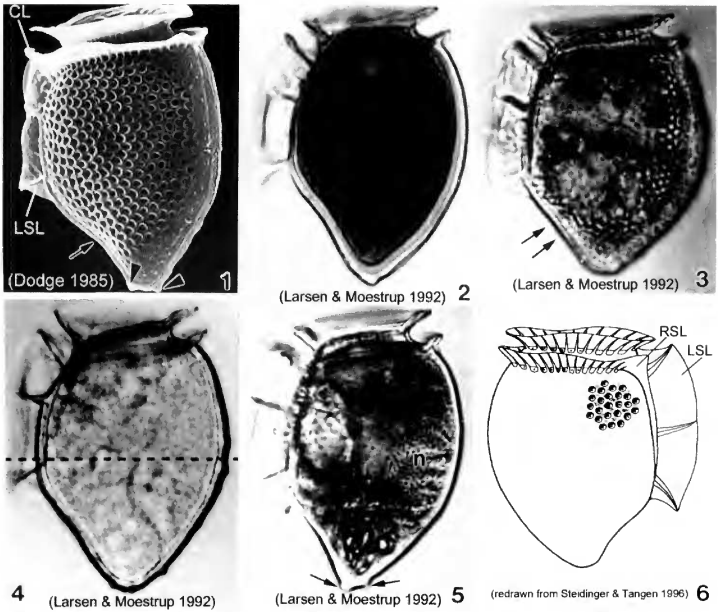 CL
LSL
(Dodge 1985) 1
(Larsen & Moestrup 1992) 2
(Larsen & Moestrup 1992) 3
4 (Larsen & Moestrup 1992)
n
(Larsen & Moestrup 1992) 5
RSL
LSL
(redrawn from Steidinger & Tangen 1996) 6